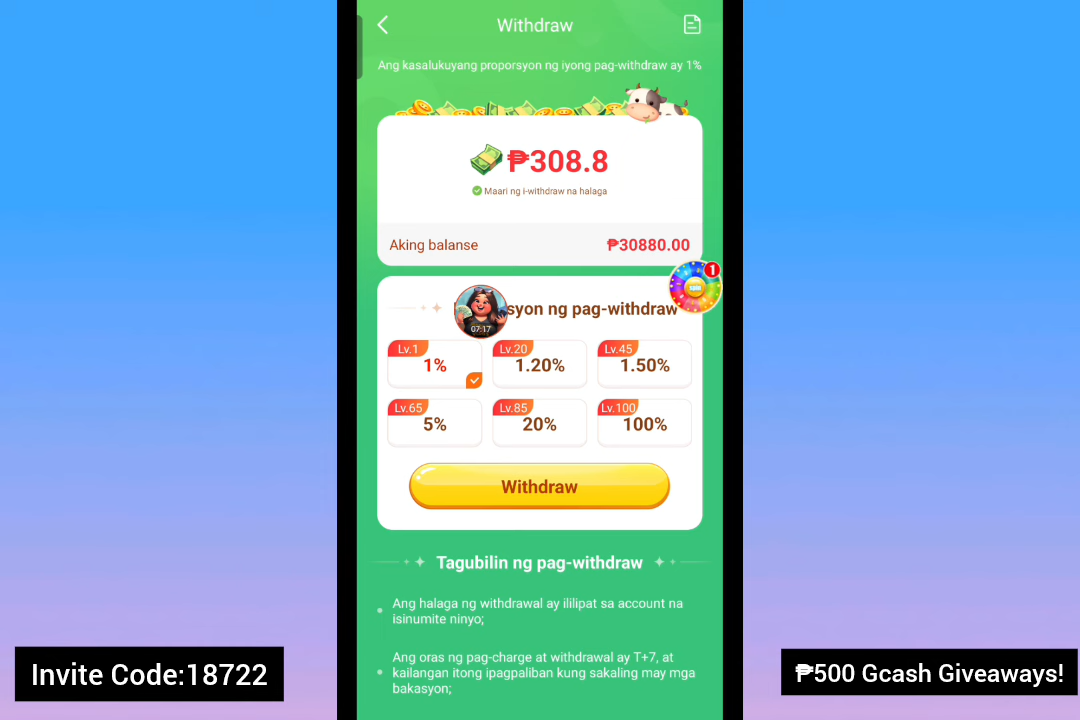 Withdraw
Ang kasalukuyang proporsyon ng iyong pag-withdraw ay 1%
₱308.8
Maari ng i-withdraw na halaga
Aking balanse ₱30880.00
1
syon ng pag-withdraw
07:17
Lv.1 Lv.20 Lv.45
1% 1.20% 1.50%
Lv.65 Lv.85 Lv.100
5% 20% 100%
Withdraw
Tagubilin ng pag-withdraw
Ang halaga ng withdrawal ay ililipat sa account na
isinumite ninyo;
Ang oras ng pag-charge at withdrawal ay T+7, at
kailangan itong ipagpaliban kung sakaling may mga
bakasyon;
Invite Code:18722
₱500 Gcash Giveaways!